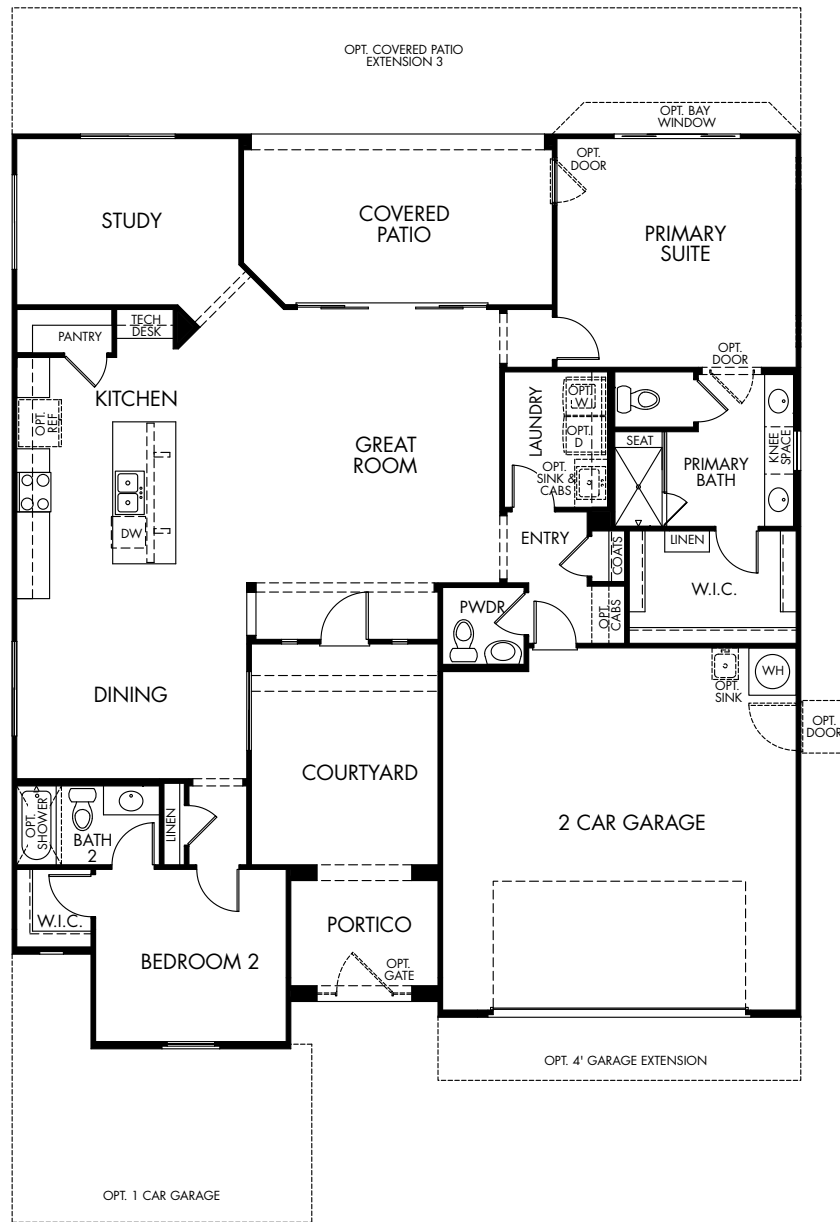 OPT. COVERED PATIO
EXTENSION 3
OPT. BAY
WINDOW
OPT.
DOOR
STUDY
COVERED
PATIO
PRIMARY
SUITE
TECH
DESK
PANTRY
OPT.
DOOR
KITCHEN
OPT.
REF.
GREAT
ROOM
LAUNDRY
OPT.
W
OPT.
D
OPT.
SINK &
CABS
SEAT
PRIMARY
BATH
KNEE
SPACE
DW
ENTRY
COATS
LINEN
W.I.C.
OPT.
CABS
PWDR
DINING
OPT.
SINK
WH
OPT.
DOOR
COURTYARD
2 CAR GARAGE
OPT.
SHOWER
BATH
2
LINEN
W.I.C.
BEDROOM 2
PORTICO
OPT.
GATE
OPT. 4' GARAGE EXTENSION
OPT. 1 CAR GARAGE